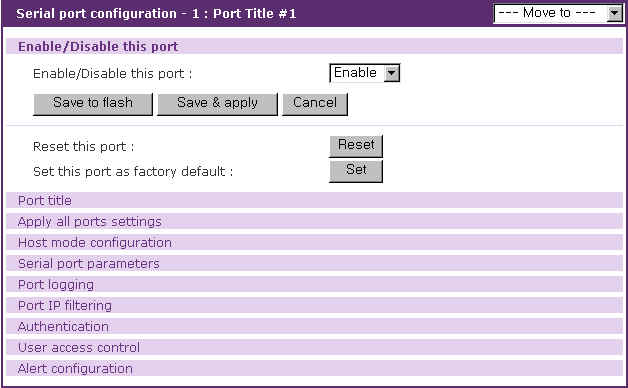 Serial port configuration - 1 : Port Title #1 --- Move to ---
Enable/Disable this port
Enable/Disable this port : Enable
Save to flash Save & apply Cancel
Reset this port : Reset
Set this port as factory default : Set
Port title
Apply all ports settings
Host mode configuration
Serial port parameters
Port logging
Port IP filtering
Authentication
User access control
Alert configuration